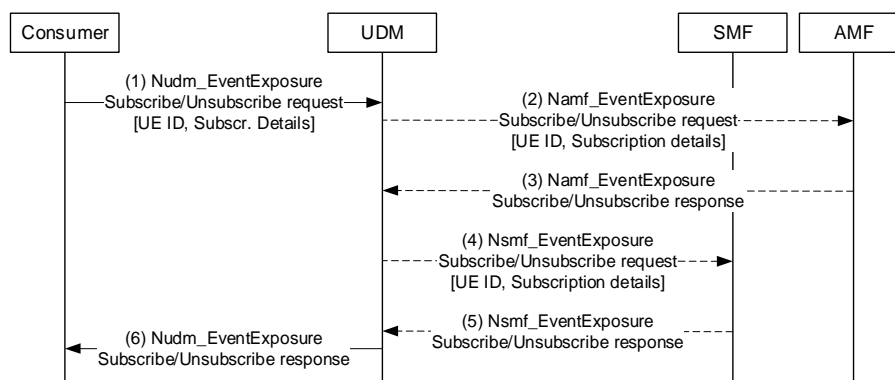 Consumer
UDM
SMF
AMF
(1) Nudm_EventExposure
Subscribe/Unsubscribe request
[UE ID, Subscr. Details]
(2) Namf_EventExposure
Subscribe/Unsubscribe request
[UE ID, Subscription details]
(3) Namf_EventExposure
Subscribe/Unsubscribe response
(4) Nsmf_EventExposure
Subscribe/Unsubscribe request
[UE ID, Subscription details]
(5) Nsmf_EventExposure
Subscribe/Unsubscribe response
(6) Nudm_EventExposure
Subscribe/Unsubscribe response